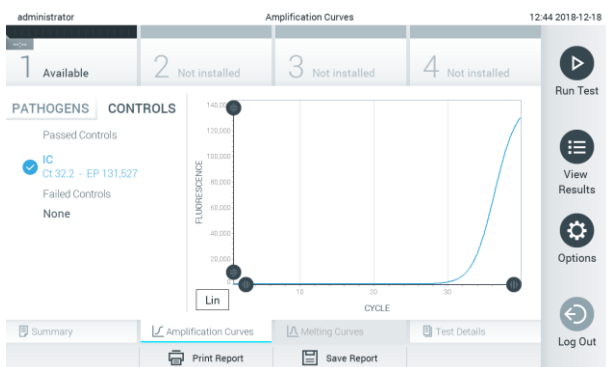 administrator
Amplification Curves
12:44 2018-12-18
--:--
1 Available
2 Not installed
3 Not installed
4 Not installed
Run Test
PATHOGENS
CONTROLS
Passed Controls
IC
Ct 32.2 - EP 131,527
Failed Controls
None
140,000
120,000
100,000
80,000
60,000
40,000
20,000
0
FLUORESCENCE
10
20
30
CYCLE
Lin
View
Results
Options
Log Out
Summary
Amplification Curves
Melting Curves
Test Details
Print Report
Save Report